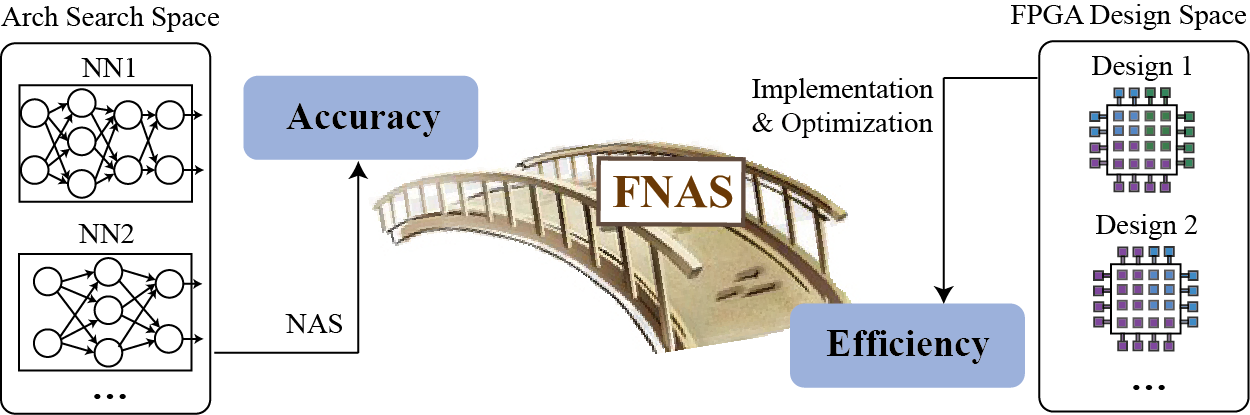 Arch Search Space
NN1
NN2
...
NAS
Accuracy
FNAS
Implementation
& Optimization
Efficiency
FPGA Design Space
Design 1
Design 2
...